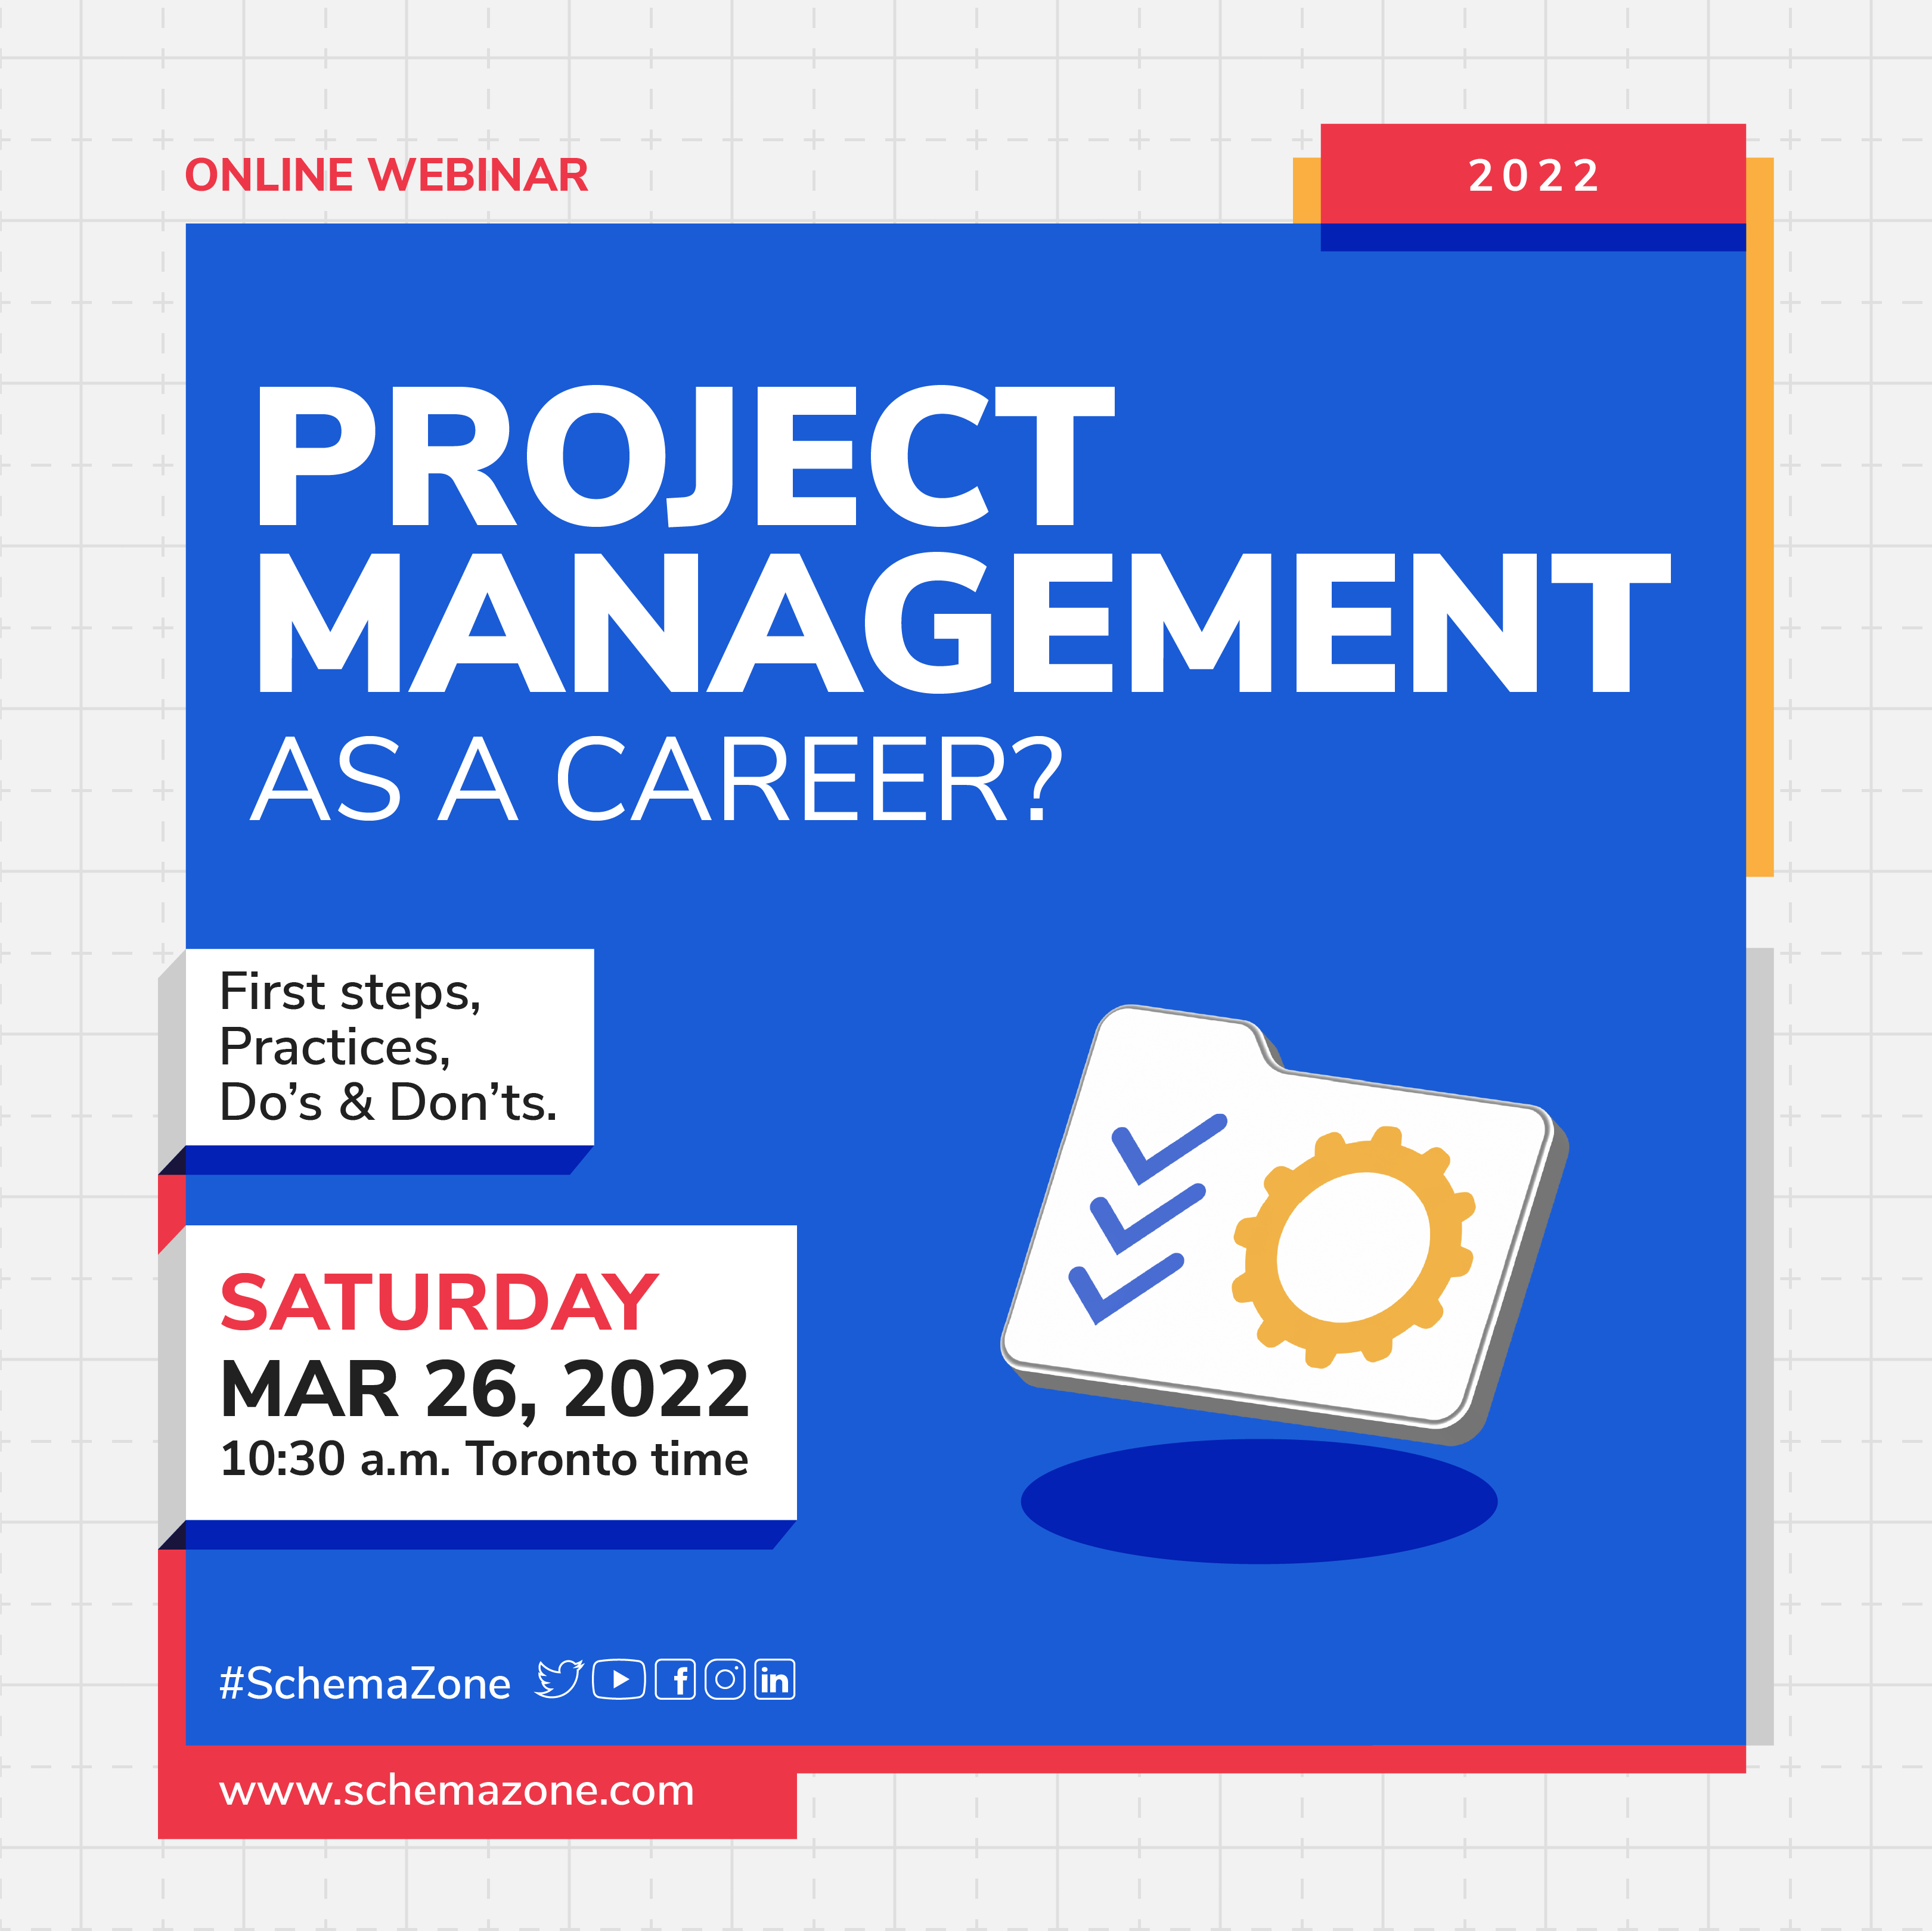 ONLINE WEBINAR
2022
PROJECT
MANAGEMENT
AS A CAREER?
First steps,
Practices,
Do’s & Don’ts.
SATURDAY
MAR 26, 2022
10:30 a.m. Toronto time
#SchemaZone
www.schemazone.com